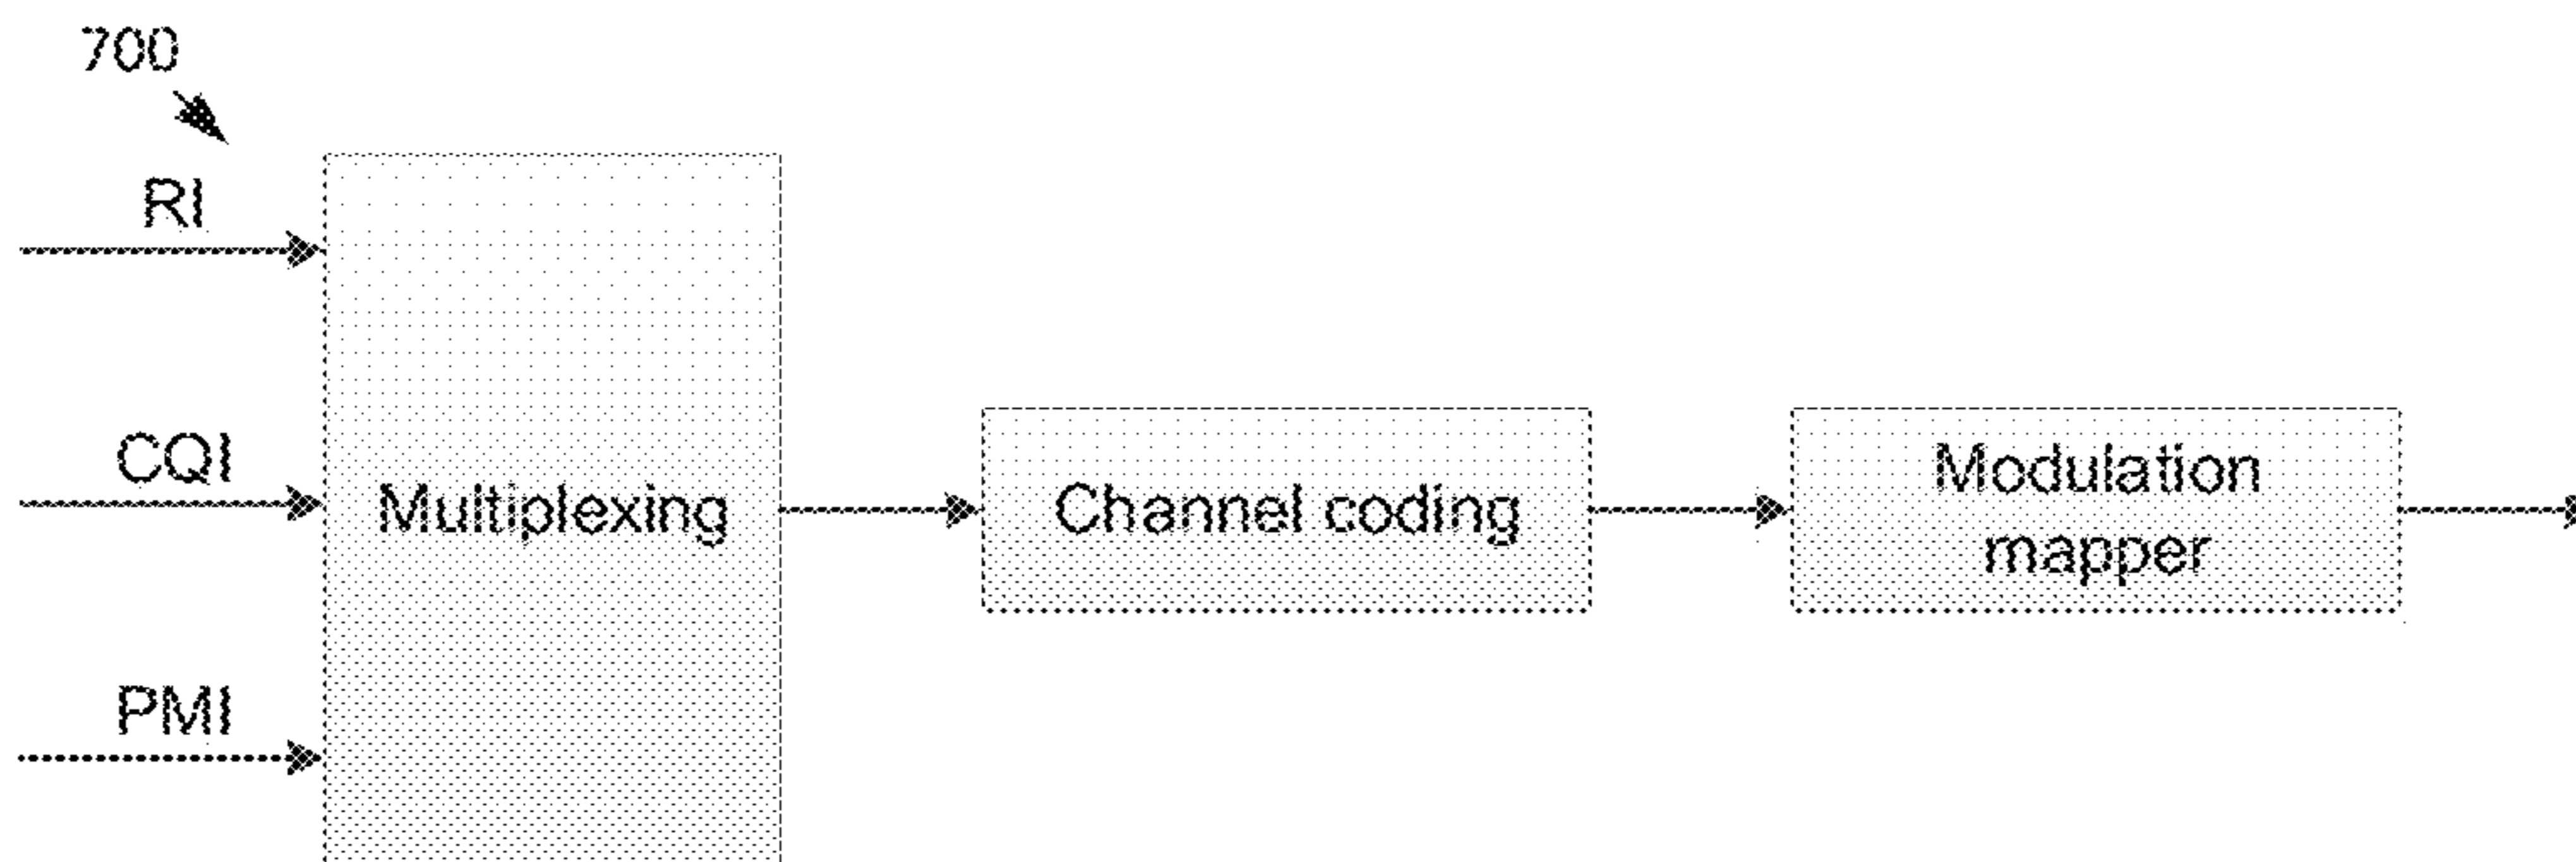 700
RI
CQI
PMI
Multiplexing
Channel coding
Modulation
mapper